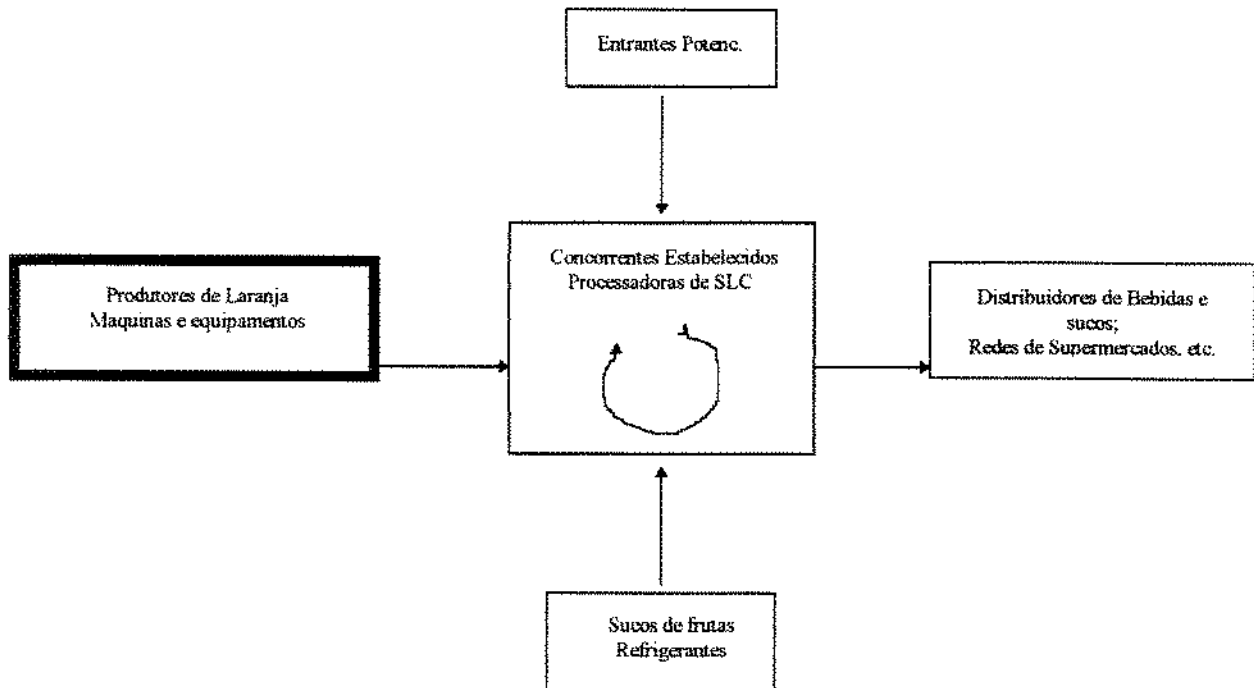 Entrantes Potenc.
Produtores de Laranja
Maquinas e equipamentos
Concorrentes Estabelecidos
Processadoras de SLC
Distribuidores de Bebidas e
sucos;
Redes de Supermercados. etc.
Sucos de frutas
Refrigerantes